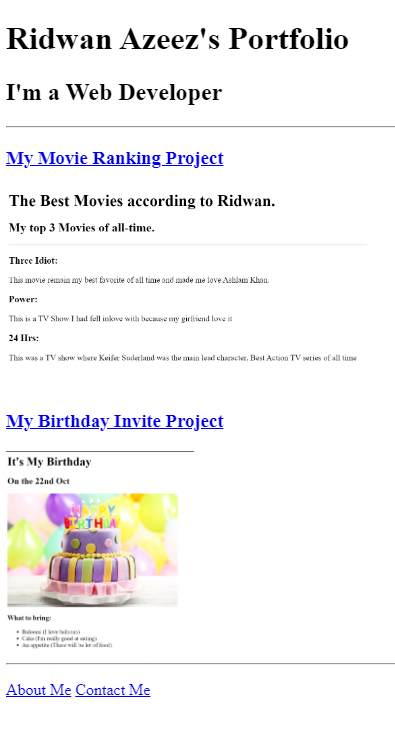 Ridwan Azeez's Portfolio
I'm a Web Developer
My Movie Ranking Project
The Best Movies according to Ridwan.
My top 3 Movies of all-time.
Three Idiot:
This movie remain my best favorite of all time and made me love Ashlam Khan.
Power:
This is a TV Show I had fell inlove with because my girlfriend love it
24 Hrs:
This was a TV show where Keifer Suderland was the main lead character. Best Action TV series of all time
My Birthday Invite Project
It's My Birthday
On the 22nd Oct
HAPPY
BIRTHDAY
What to bring:
Baloons (I love baloons)
Cake (I'm really good at eating)
An appetite (There will be lot of food)
About Me Contact Me